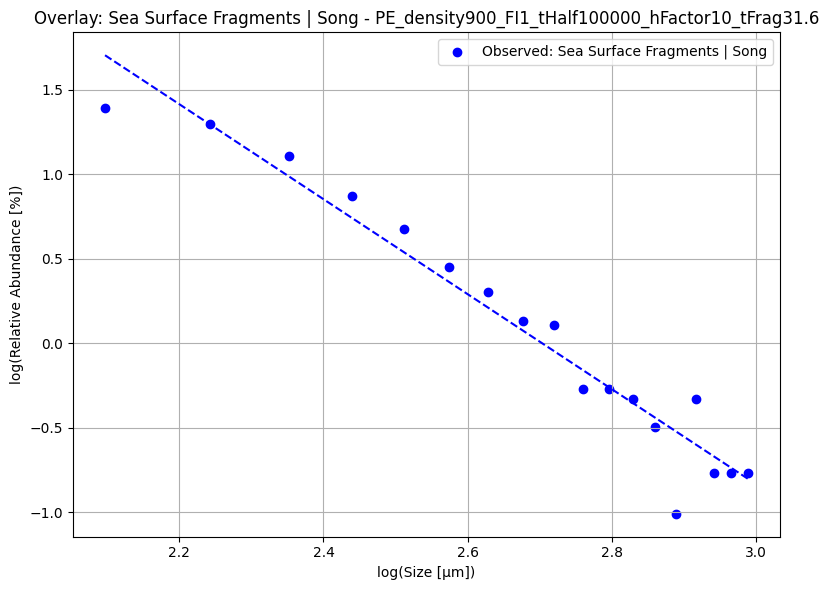 Overlay: Sea Surface Fragments | Song - PE_density900_FI1_tHalf100000_hFactor10_tFrag31.6
Observed: Sea Surface Fragments | Song
log(Relative Abundance [%])
1.5
1.0
0.5
0.0
−0.5
−1.0
2.2 2.4 2.6 2.8 3.0
log(Size [μm])